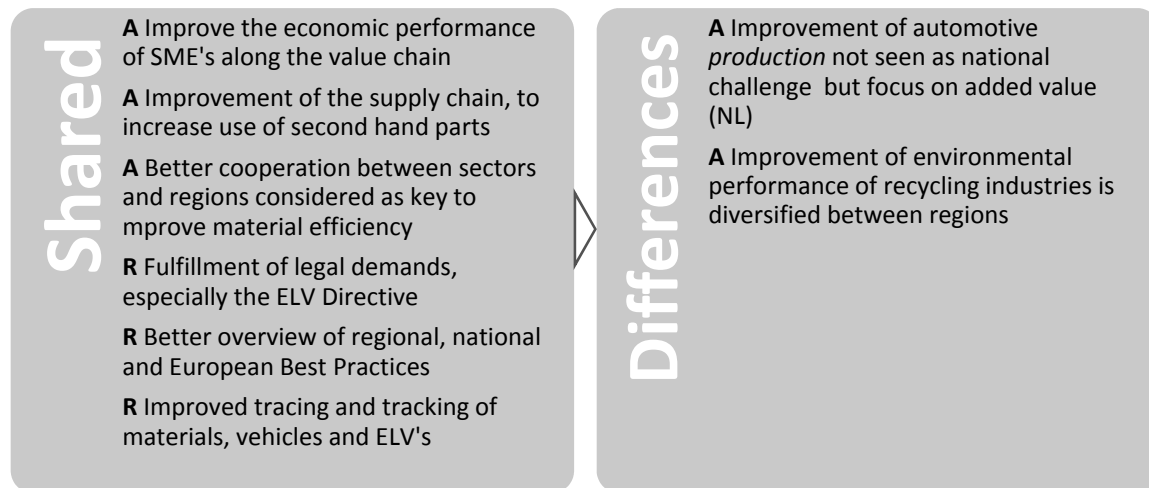 Shared
A Improve the economic performance
of SME's along the value chain
A Improvement of the supply chain, to
increase use of second hand parts
A Better cooperation between sectors
and regions considered as key to
mprove material efficiency
R Fulfillment of legal demands,
especially the ELV Directive
R Better overview of regional, national
and European Best Practices
R Improved tracing and tracking of
materials, vehicles and ELV's
Differences
A Improvement of automotive
production not seen as national
challenge  but focus on added value
(NL)
A Improvement of environmental
performance of recycling industries is
diversified between regions